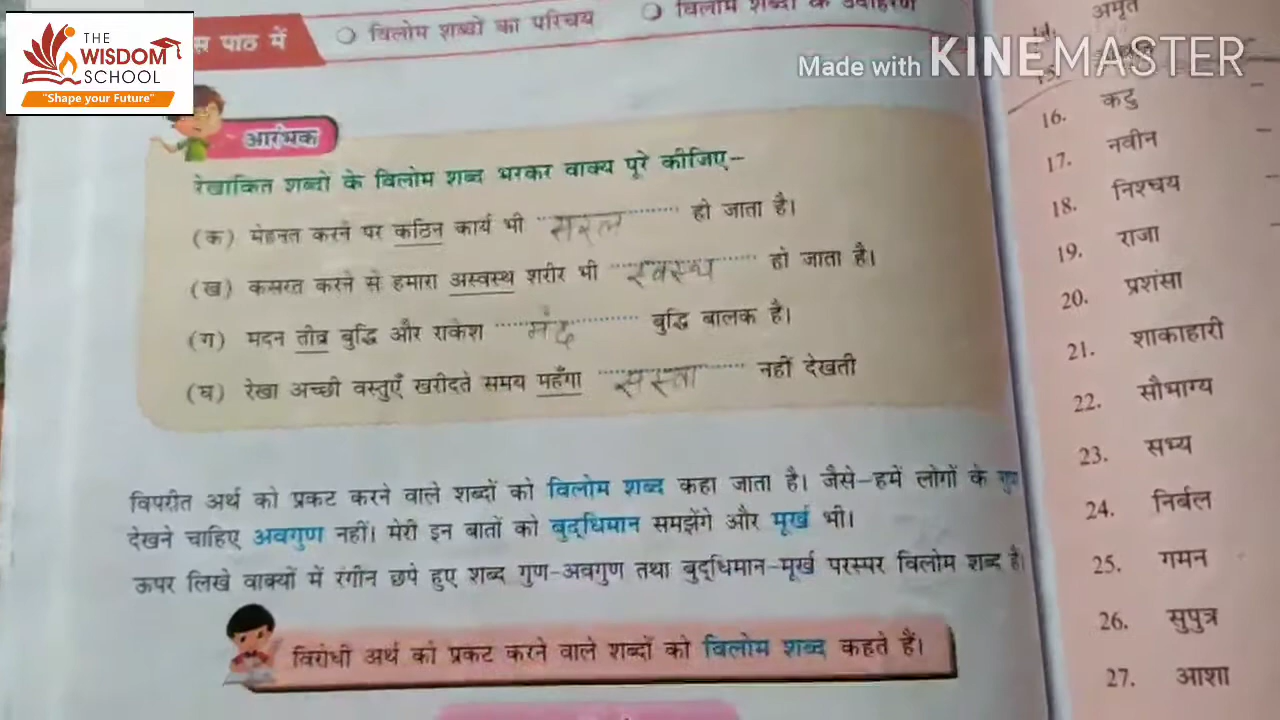 THE
WISDOM
SCHOOL
"Shape your Future"
Made with KINEMASTER
पाठ में
विलोम शब्दों का परिचय
विलोम शब्दों के उदाहरण
आरंभक
रेखांकित शब्दों के विलोम शब्द भरकर वाक्य पूरे कीजिए-
(क) मेहनत करने पर कठिन कार्य भी सरल हो जाता है।
(ख) कसरत करने से हमारा अस्वस्थ शरीर भी स्वस्थ हो जाता है।
(ग) मदन तीव्र बुद्धि और राकेश मंद बुद्धि बालक है।
(घ) रेखा अच्छी वस्तुएँ खरीदते समय महँगा सस्ता नहीं देखती
विपरीत अर्थ को प्रकट करने वाले शब्दों को विलोम शब्द कहा जाता है। जैसे-हमें लोगों के गुण
देखने चाहिए अवगुण नहीं। मेरी इन बातों को बुद्धिमान समझेंगे और मूर्ख भी।
ऊपर लिखे वाक्यों में रंगीन छपे हुए शब्द गुण-अवगुण तथा बुद्धिमान-मूर्ख परस्पर विलोम शब्द है।
विरोधी अर्थ को प्रकट करने वाले शब्दों को विलोम शब्द कहते हैं।
अमृत
16. कटु
17. नवीन
18. निश्चय
19. राजा
20. प्रशंसा
21. शाकाहारी
22. सौभाग्य
23. सभ्य
24. निर्बल
25. गमन
26. सुपुत्र
27. आशा